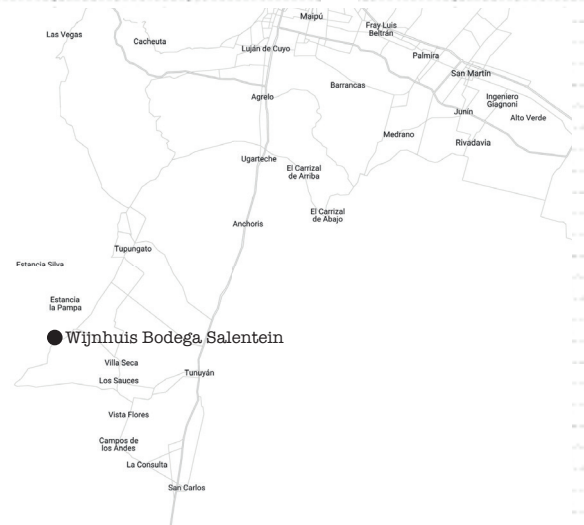 Maipú
Las Vegas
Fray Luis
Beltrán
Cacheuta
Luján de Cuyo
Palmira
San Martín
Barrancas
Agrelo
Ingeniero
Giagnoni
Junín
Alto Verde
Medrano
Rivadavia
Ugarteche
El Carrizal
de Arriba
El Carrizal
de Abajo
Anchoris
Tupungato
Estancia Silva
Estancia
la Pampa
Wijnhuis Bodega Salentein
Villa Seca
Tunuyán
Los Sauces
Vista Flores
Campos de
los Andes
La Consulta
San Carlos